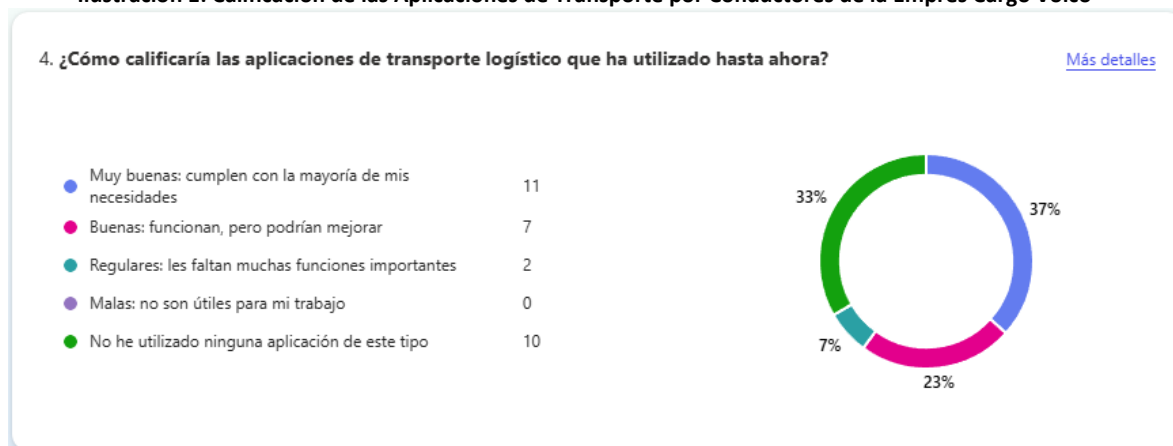 4. ¿Cómo calificaría las aplicaciones de transporte logístico que ha utilizado hasta ahora?
Más detalles
Muy buenas: cumplen con la mayoría de mis
necesidades
11
Buenas: funcionan, pero podrían mejorar
7
Regulares: les faltan muchas funciones importantes
2
Malas: no son útiles para mi trabajo
0
No he utilizado ninguna aplicación de este tipo
10
33%
37%
7%
23%